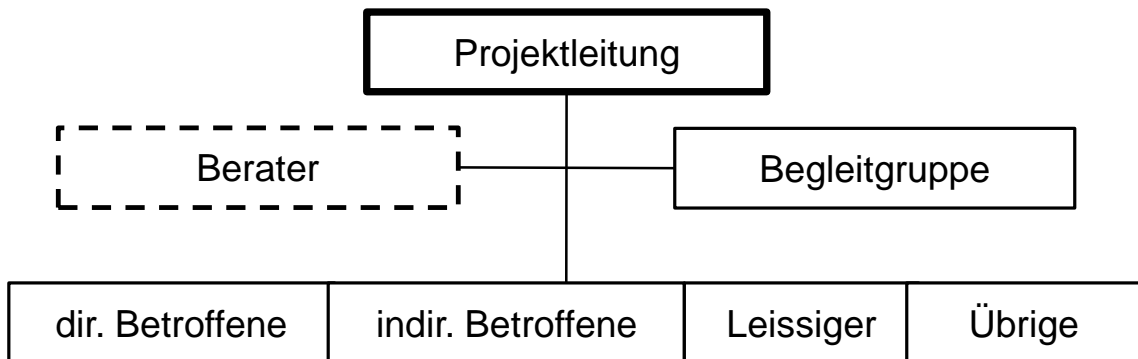 Projektleitung
Berater
Begleitgruppe
dir. Betroffene
indir. Betroffene
Leissiger
Übrige